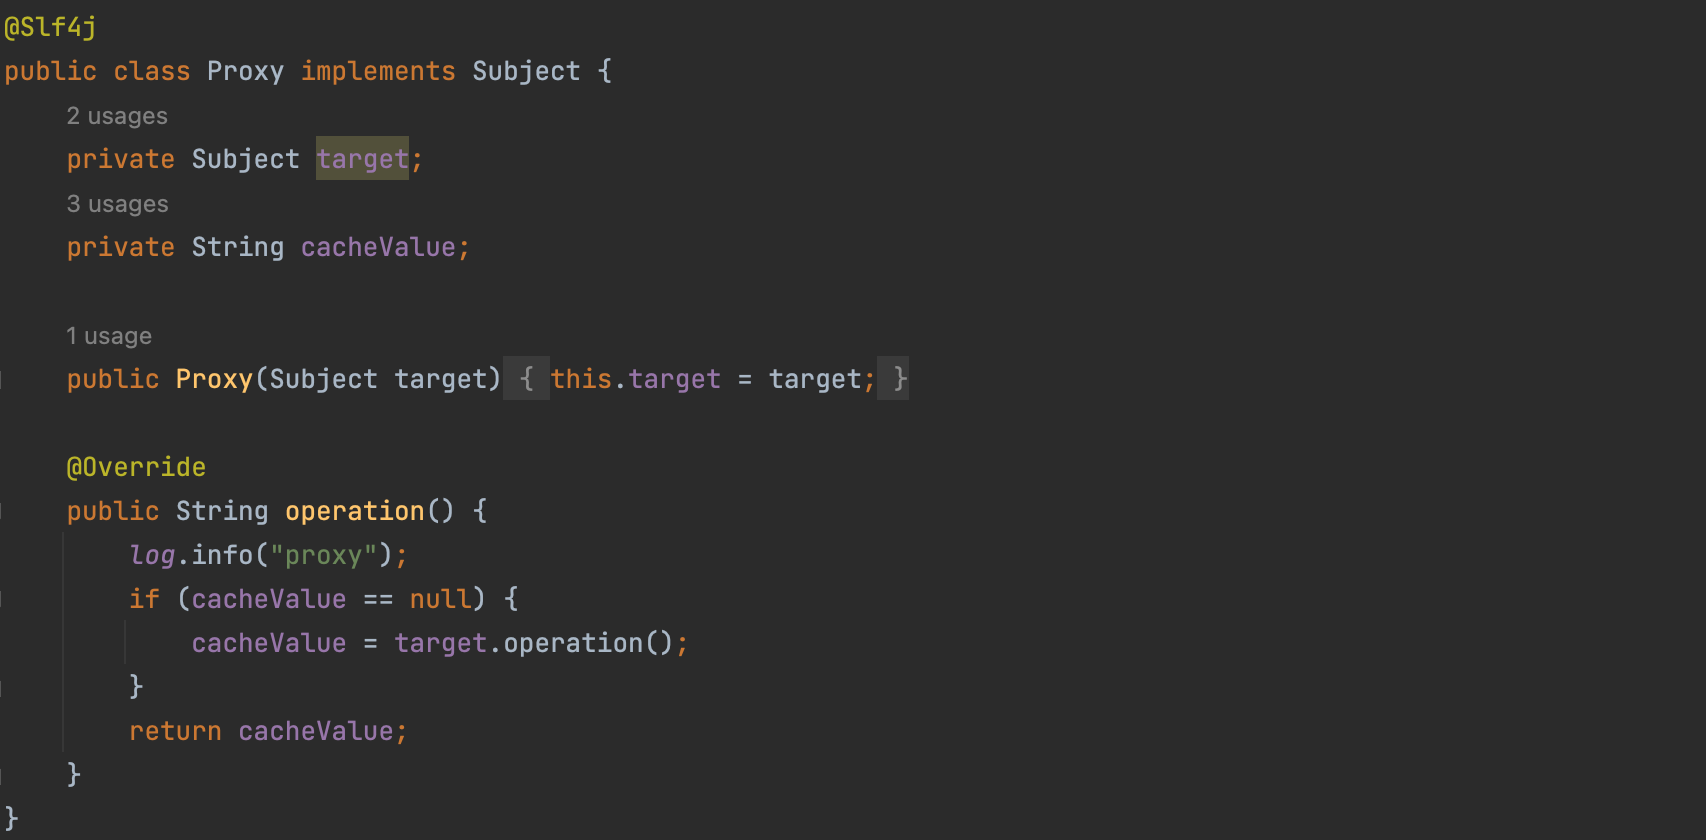 @Slf4j
public class Proxy implements Subject {
2 usages
private Subject target;
3 usages
private String cacheValue;
1 usage
public Proxy(Subject target) { this.target = target; }
@Override
public String operation() {
log.info("proxy");
if (cacheValue == null) {
cacheValue = target.operation();
}
return cacheValue;
}
}